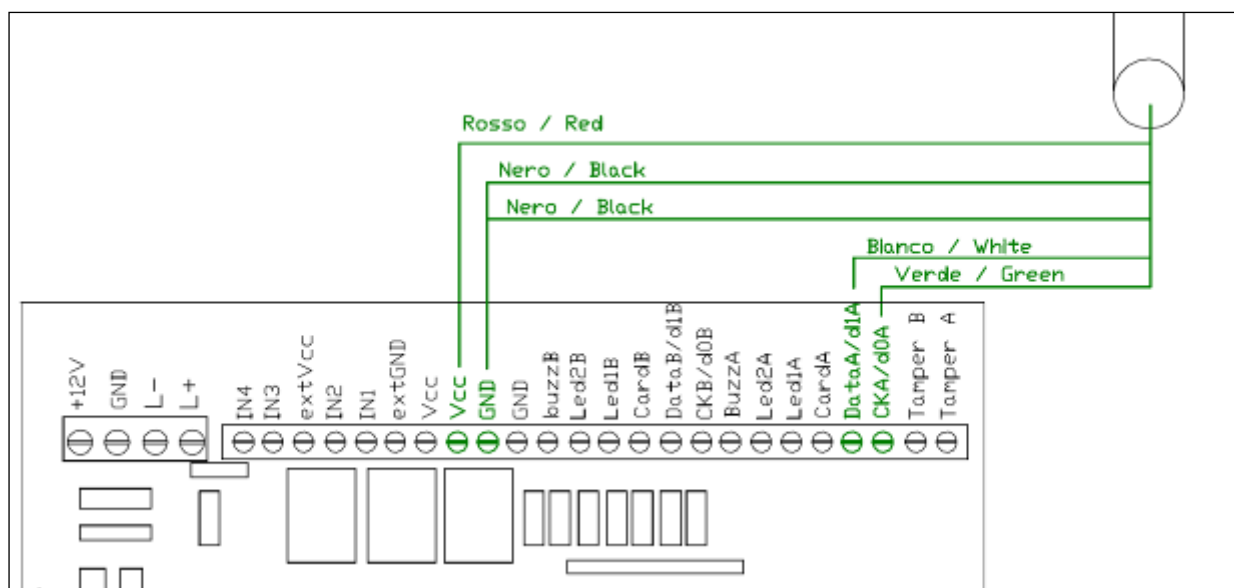 Rosso / Red
Nero / Black
Nero / Black
Bianco / White
Verde / Green
+12V
GND
L-
L+
IN4
IN3
extVcc
IN2
IN1
extGND
Vcc
Vcc
GND
GND
buzzB
Led2B
Led1B
CardB
DataB/d1B
CKB/d0B
BuzzA
Led2A
Led1A
CardA
DataA/d1A
CKA/d0A
Tamper B
Tamper A